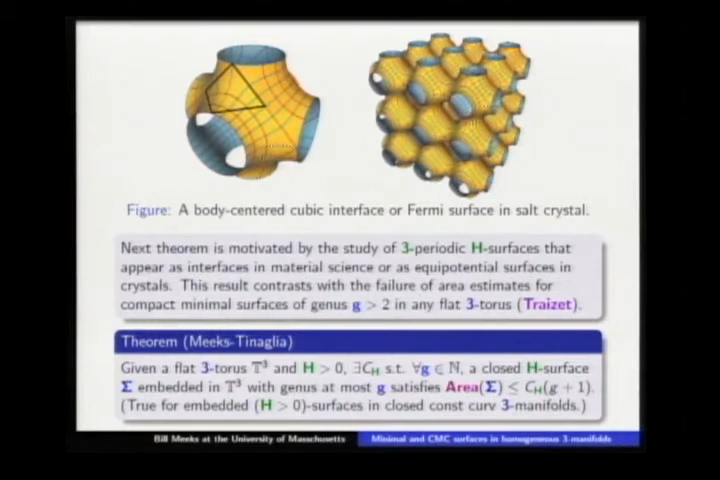 Figure: A body-centered cubic interface or Fermi surface in salt crystal.
Next theorem is motivated by the study of 3-periodic H-surfaces that
appear as interfaces in material science or as equipotential surfaces in
crystals. This result contrasts with the failure of area estimates for
compact minimal surfaces of genus g > 2 in any flat 3-torus (Traizet).
Theorem (Meeks-Tinaglia)
Given a flat 3-torus 𝕋³ and H > 0, ∃C_H s.t. ∀g ∈ ℕ, a closed H-surface
Σ embedded in 𝕋³ with genus at most g satisfies Area(Σ) ≤ C_H(g + 1).
(True for embedded (H > 0)-surfaces in closed const curv 3-manifolds.)
Bill Meeks at the University of Massachusetts
Minimal and CMC surfaces in homogeneous 3-manifolds